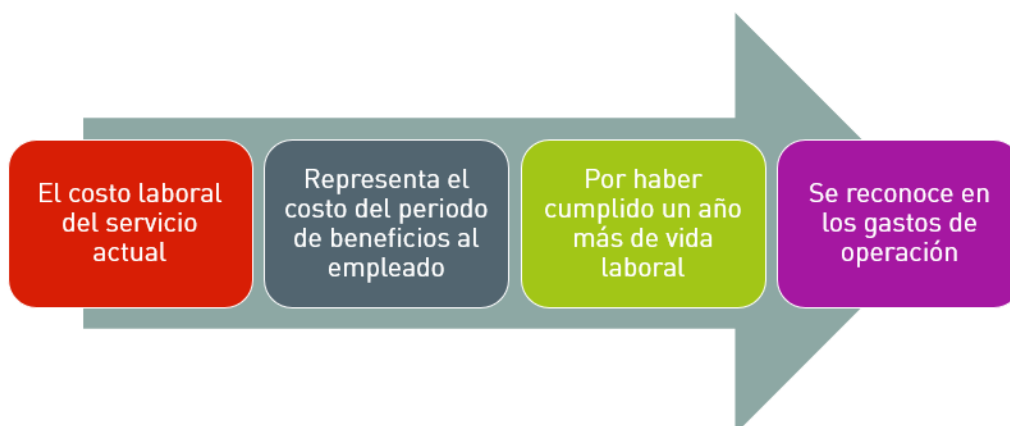 El costo laboral
del servicio
actual
Representa el
costo del periodo
de beneficios al
empleado
Por haber
cumplido un año
más de vida
laboral
Se reconoce en
los gastos de
operación